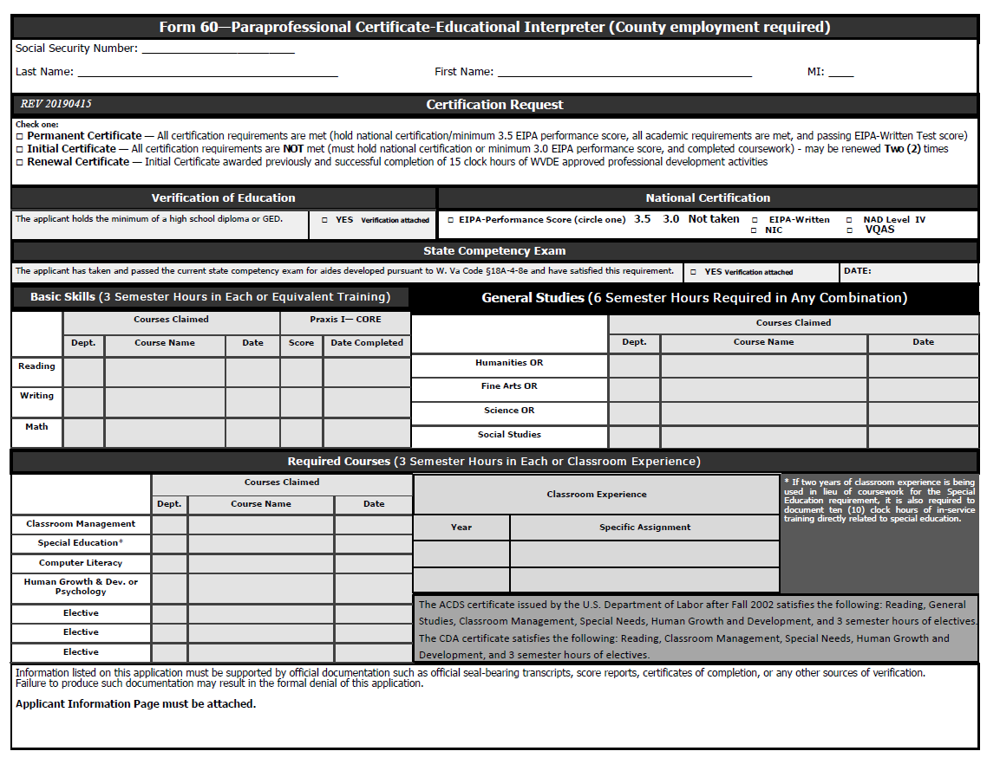 Form 60—Paraprofessional Certificate-Educational Interpreter (County employment required)
Social Security Number: ________________________
Last Name: ________________________________________ First Name: _______________________________________ MI: ____
REV 20190415 Certification Request
Check one:
□ Permanent Certificate — All certification requirements are met (hold national certification/minimum 3.5 EIPA performance score, all academic requirements are met, and passing EIPA-Written Test score)
□ Initial Certificate — All certification requirements are NOT met (must hold national certification or minimum 3.0 EIPA performance score, and completed coursework) - may be renewed Two (2) times
□ Renewal Certificate — Initial Certificate awarded previously and successful completion of 15 clock hours of WVDE approved professional development activities
Verification of Education National Certification
The applicant holds the minimum of a high school diploma or GED. □ YES Verification attached □ EIPA-Performance Score (circle one) 3.5 3.0 Not taken □ EIPA-Written □ NAD Level IV
□ NIC □ VQAS
State Competency Exam
The applicant has taken and passed the current state competency exam for aides developed pursuant to W. Va Code §18A-4-8e and have satisfied this requirement. □ YES Verification attached DATE:
Basic Skills (3 Semester Hours in Each or Equivalent Training)
Courses Claimed Praxis I— CORE
Dept. Course Name Date Score Date Completed
Reading
Writing
Math
General Studies (6 Semester Hours Required in Any Combination)
Courses Claimed
Dept. Course Name Date
Humanities OR
Fine Arts OR
Science OR
Social Studies
Required Courses (3 Semester Hours in Each or Classroom Experience)
Courses Claimed
Dept. Course Name Date
Classroom Management
Special Education*
Computer Literacy
Human Growth & Dev. or
Psychology
Elective
Elective
Elective
Classroom Experience
Year Specific Assignment
* If two years of classroom experience is being
used in lieu of coursework for the Special
Education requirement, it is also required to
document ten (10) clock hours of in-service
training directly related to special education.
The ACDS certificate issued by the U.S. Department of Labor after Fall 2002 satisfies the following: Reading, General
Studies, Classroom Management, Special Needs, Human Growth and Development, and 3 semester hours of electives.
The CDA certificate satisfies the following: Reading, Classroom Management, Special Needs, Human Growth and
Development, and 3 semester hours of electives.
Information listed on this application must be supported by official documentation such as official seal-bearing transcripts, score reports, certificates of completion, or any other sources of verification.
Failure to produce such documentation may result in the formal denial of this application.
Applicant Information Page must be attached.